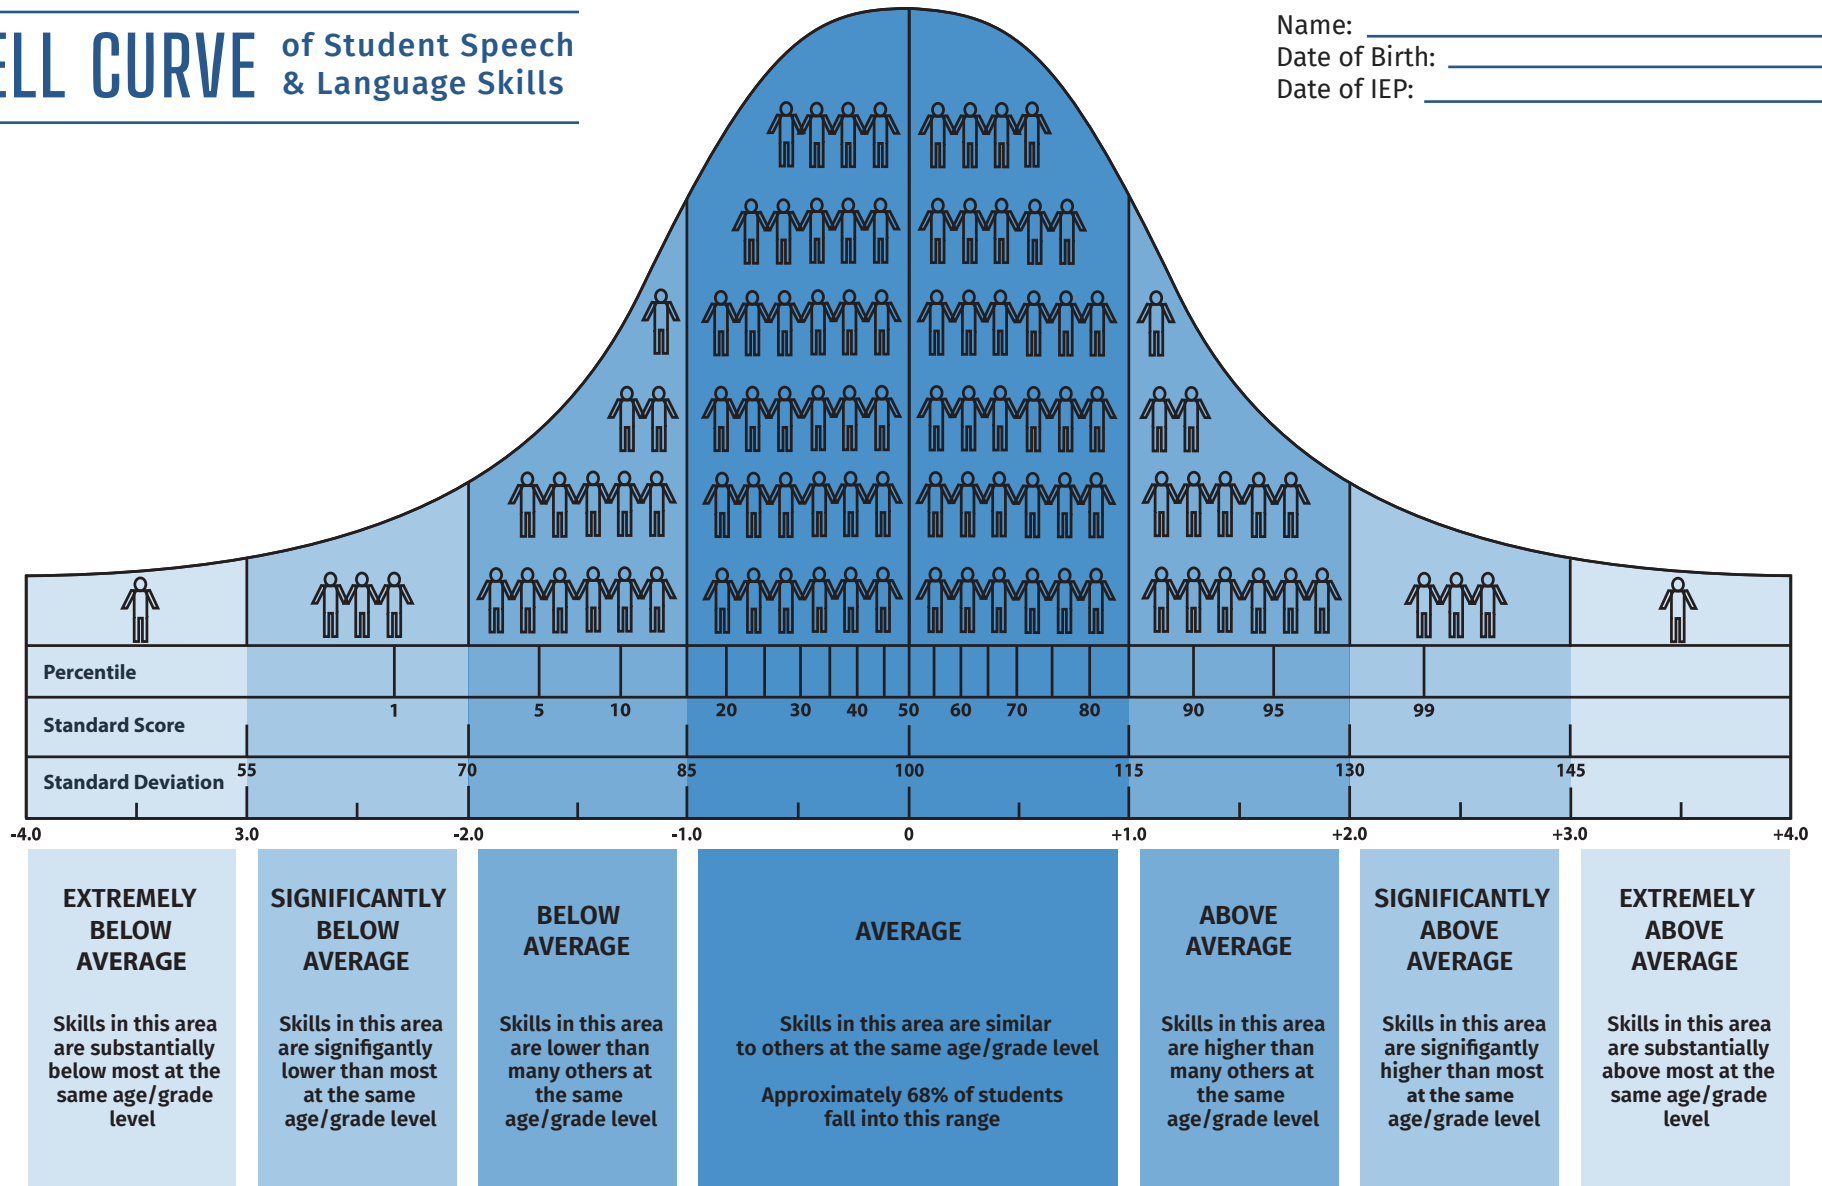 ELL CURVE
of Student Speech
& Language Skills
Name:
Date of Birth:
Date of IEP:
Percentile
1 5 10 20 30 40 50 60 70 80 90 95 99
Standard Score
55 70 85 100 115 130 145
Standard Deviation
-4.0 3.0 -2.0 -1.0 0 +1.0 +2.0 +3.0 +4.0
EXTREMELY
BELOW
AVERAGE
Skills in this area
are substantially
below most at the
same age/grade
level
SIGNIFICANTLY
BELOW
AVERAGE
Skills in this area
are signifigantly
lower than most
at the same
age/grade level
BELOW
AVERAGE
Skills in this area
are lower than
many others at
the same
age/grade level
AVERAGE
Skills in this area are similar
to others at the same age/grade level
Approximately 68% of students
fall into this range
ABOVE
AVERAGE
Skills in this area
are higher than
many others at
the same
age/grade level
SIGNIFICANTLY
ABOVE
AVERAGE
Skills in this area
are signifigantly
higher than most
at the same
age/grade level
EXTREMELY
ABOVE
AVERAGE
Skills in this area
are substantially
above most at the
same age/grade
level